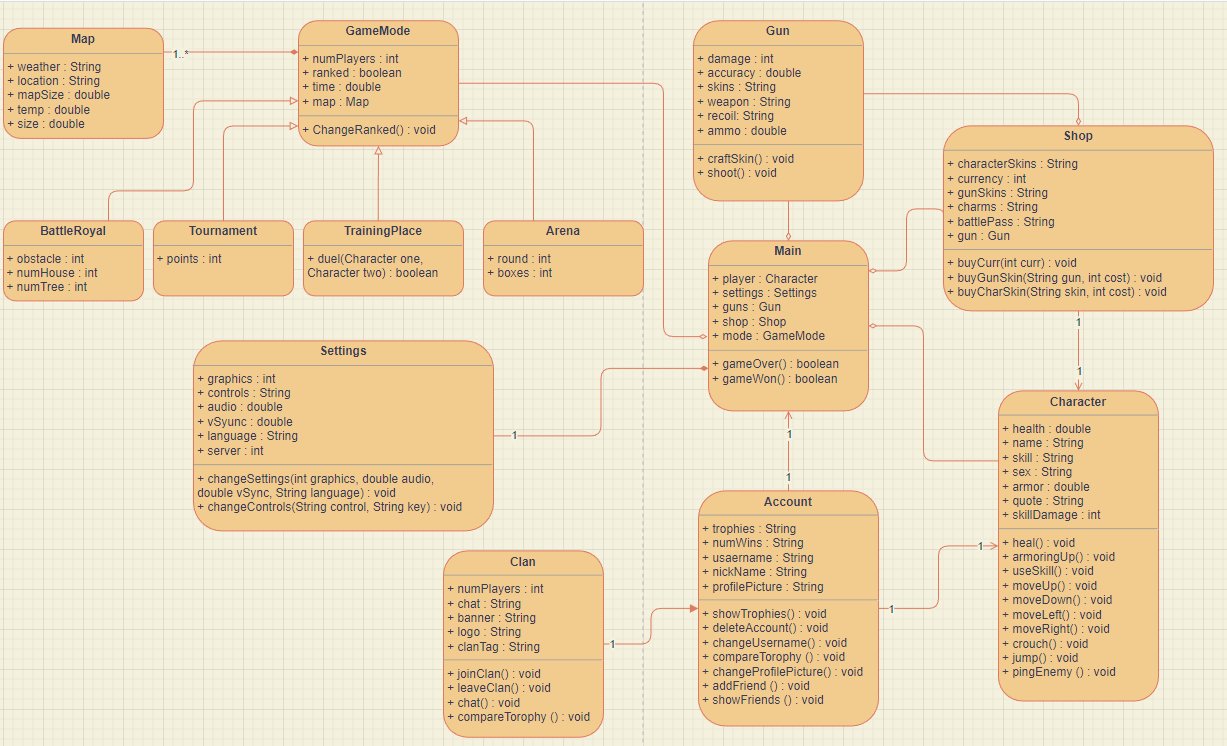 Map
+ weather : String
+ location : String
+ mapSize : double
+ temp : double
+ size : double
1..*
GameMode
+ numPlayers : int
+ ranked : boolean
+ time : double
+ map : Map
+ ChangeRanked() : void
Gun
+ damage : int
+ accuracy : double
+ skins : String
+ weapon : String
+ recoil: String
+ ammo : double
+ craftSkin() : void
+ shoot() : void
Shop
+ characterSkins : String
+ currency : int
+ gunSkins : String
+ charms : String
+ battlePass : String
+ gun : Gun
+ buyCurr(int curr) : void
+ buyGunSkin(String gun, int cost) : void
+ buyCharSkin(String skin, int cost) : void
BattleRoyal
+ obstacle : int
+ numHouse : int
+ numTree : int
Tournament
+ points : int
TrainingPlace
+ duel(Character one,
Character two) : boolean
Arena
+ round : int
+ boxes : int
Main
+ player : Character
+ settings : Settings
+ guns : Gun
+ shop : Shop
+ mode : GameMode
+ gameOver() : boolean
+ gameWon() : boolean
1
1
Settings
+ graphics : int
+ controls : String
+ audio : double
+ vSyunc : double
+ language : String
+ server : int
+ changeSettings(int graphics, double audio,
double vSync, String language) : void
+ changeControls(String control, String key) : void
1
1
1
Character
+ health : double
+ name : String
+ skill : String
+ sex : String
+ armor : double
+ quote : String
+ skillDamage : int
+ heal() : void
+ armoringUp() : void
+ useSkill() : void
+ moveUp() : void
+ moveDown() : void
+ moveLeft() : void
+ moveRight() : void
+ crouch() : void
+ jump() : void
+ pingEnemy () : void
Account
+ trophies : String
+ numWins : String
+ usaername : String
+ nickName : String
+ profilePicture : String
+ showTrophies() : void
+ deleteAccount() : void
+ changeUsername() : void
+ compareTorophy () : void
+ changeProfilePicture() : void
+ addFriend () : void
+ showFriends () : void
1
1
Clan
+ numPlayers : int
+ chat : String
+ banner : String
+ logo : String
+ clanTag : String
+ joinClan() : void
+ leaveClan() : void
+ chat() : void
+ compareTorophy () : void
1